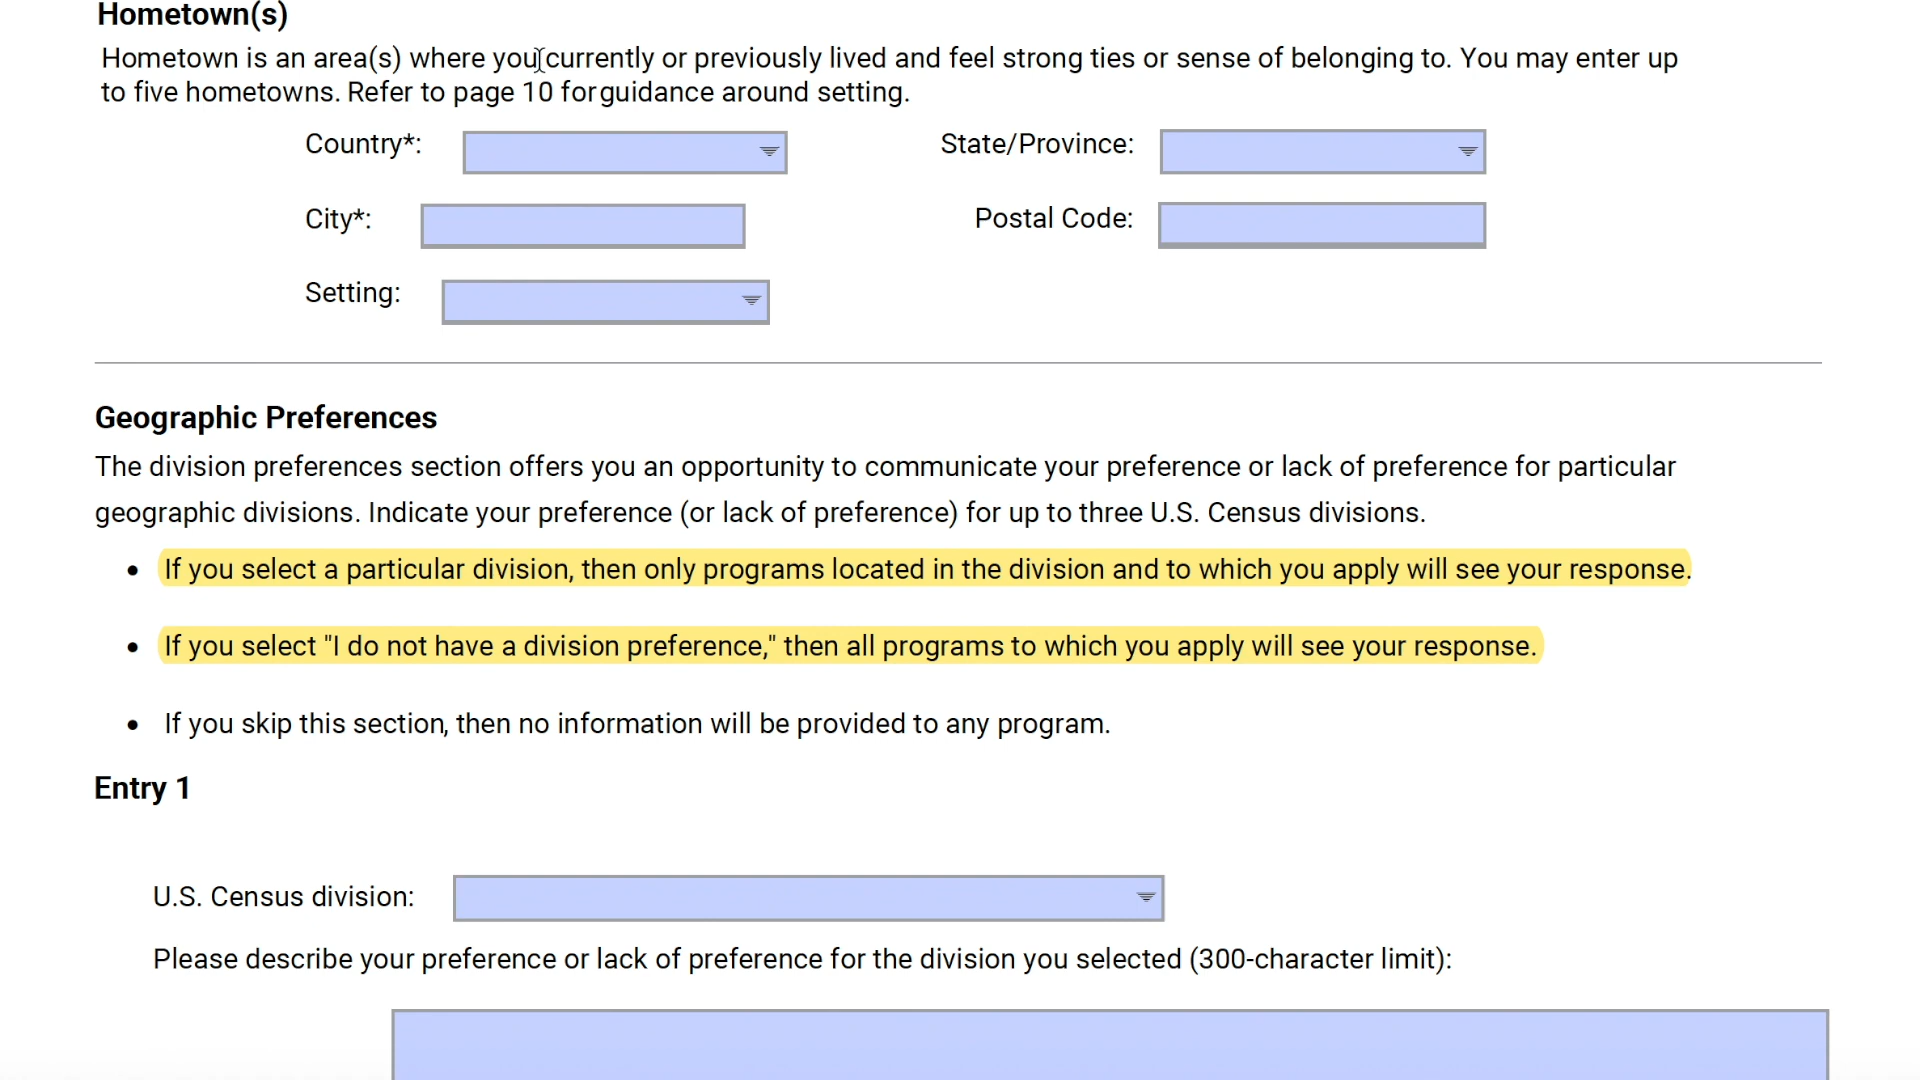 Hometown(s)
Hometown is an area(s) where you currently or previously lived and feel strong ties or sense of belonging to. You may enter up
to five hometowns. Refer to page 10 for guidance around setting.
Country*:
State/Province:
City*:
Postal Code:
Setting:
Geographic Preferences
The division preferences section offers you an opportunity to communicate your preference or lack of preference for particular
geographic divisions. Indicate your preference (or lack of preference) for up to three U.S. Census divisions.
• If you select a particular division, then only programs located in the division and to which you apply will see your response.
• If you select "I do not have a division preference," then all programs to which you apply will see your response.
• If you skip this section, then no information will be provided to any program.
Entry 1
U.S. Census division:
Please describe your preference or lack of preference for the division you selected (300-character limit):